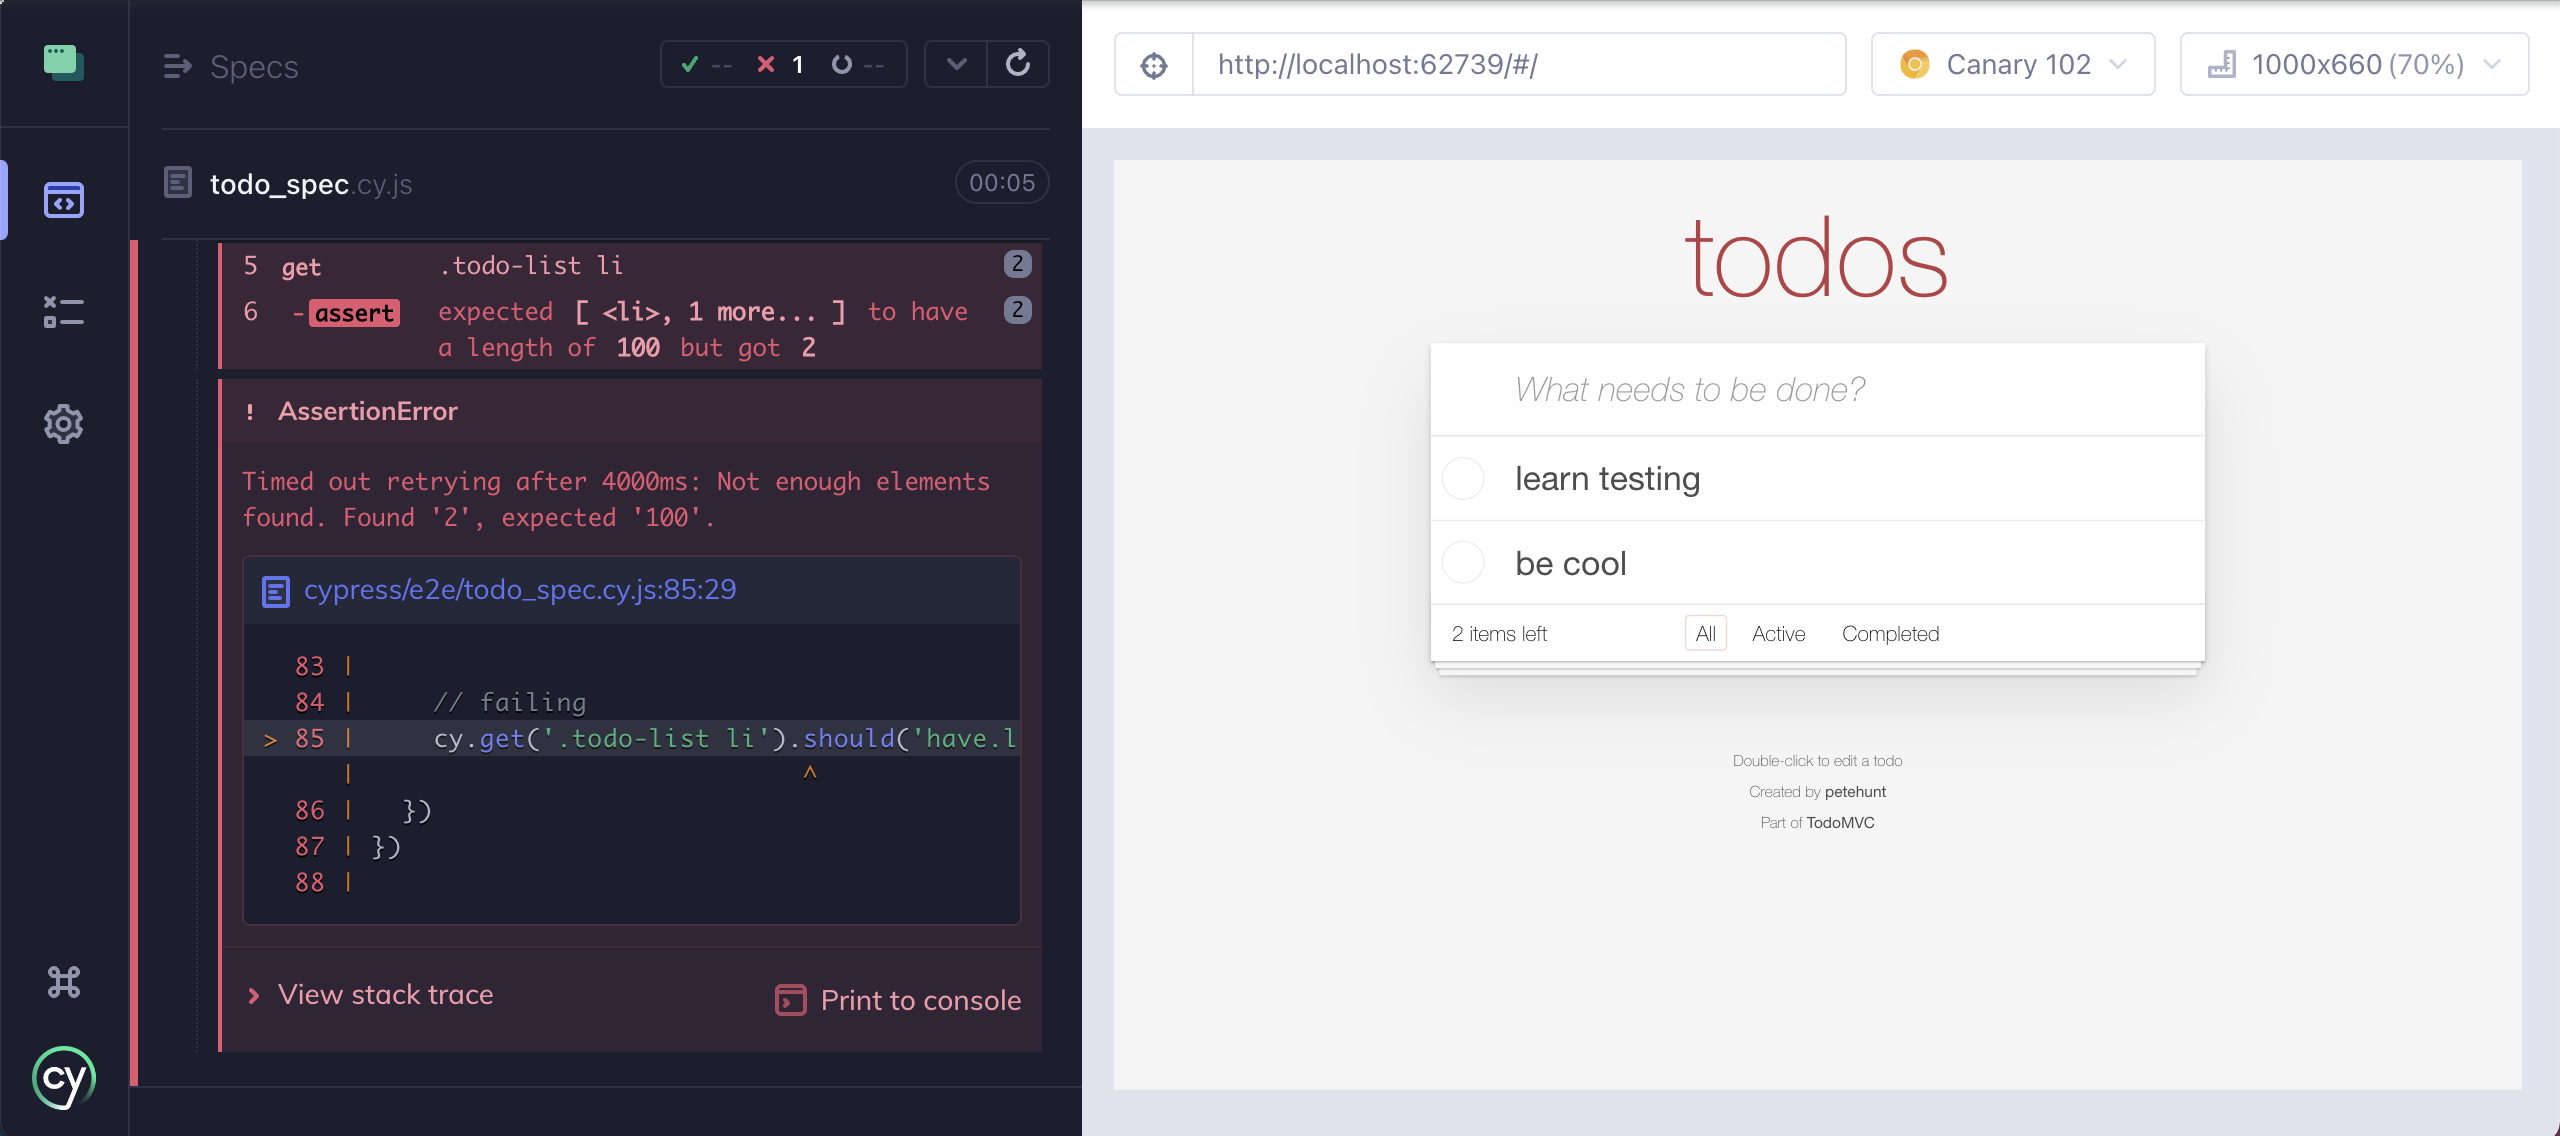 Specs
-- 1 --
todo_spec.cy.js
00:05
5 get .todo-list li 2
6 -assert expected [ <li>, 1 more... ] to have 2
a length of 100 but got 2
! AssertionError
Timed out retrying after 4000ms: Not enough elements
found. Found '2', expected '100'.
cypress/e2e/todo_spec.cy.js:85:29
83 |
84 | // failing
> 85 | cy.get('.todo-list li').should('have.l
| ^
86 | })
87 | })
88 |
View stack trace
Print to console
cy
http://localhost:62739/#/
Canary 102
1000x660 (70%)
todos
What needs to be done?
learn testing
be cool
2 items left
All Active Completed
Double-click to edit a todo
Created by petehunt
Part of TodoMVC